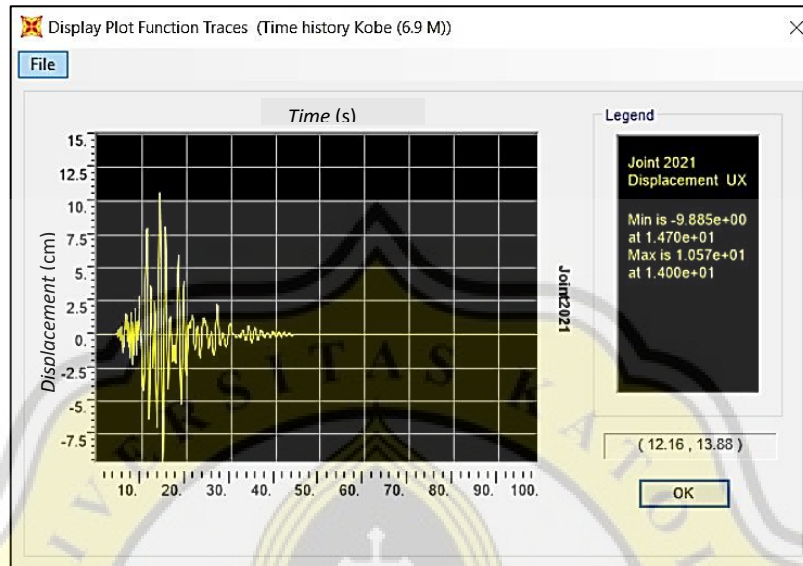 Display Plot Function Traces (Time history Kobe (6.9 M))
File
Time (s)
15.
12.5
10.
7.5
5.
2.5
0.
-2.5
-5.
-7.5
Displacement (cm)
10. 20. 30. 40. 50. 60. 70. 80. 90. 100.
Joint2021
Legend
Joint 2021
Displacement UX
Min is -9.885e+00
at 1.470e+01
Max is 1.057e+01
at 1.400e+01
( 12.16 , 13.88 )
OK
IVERSITAS KATOL